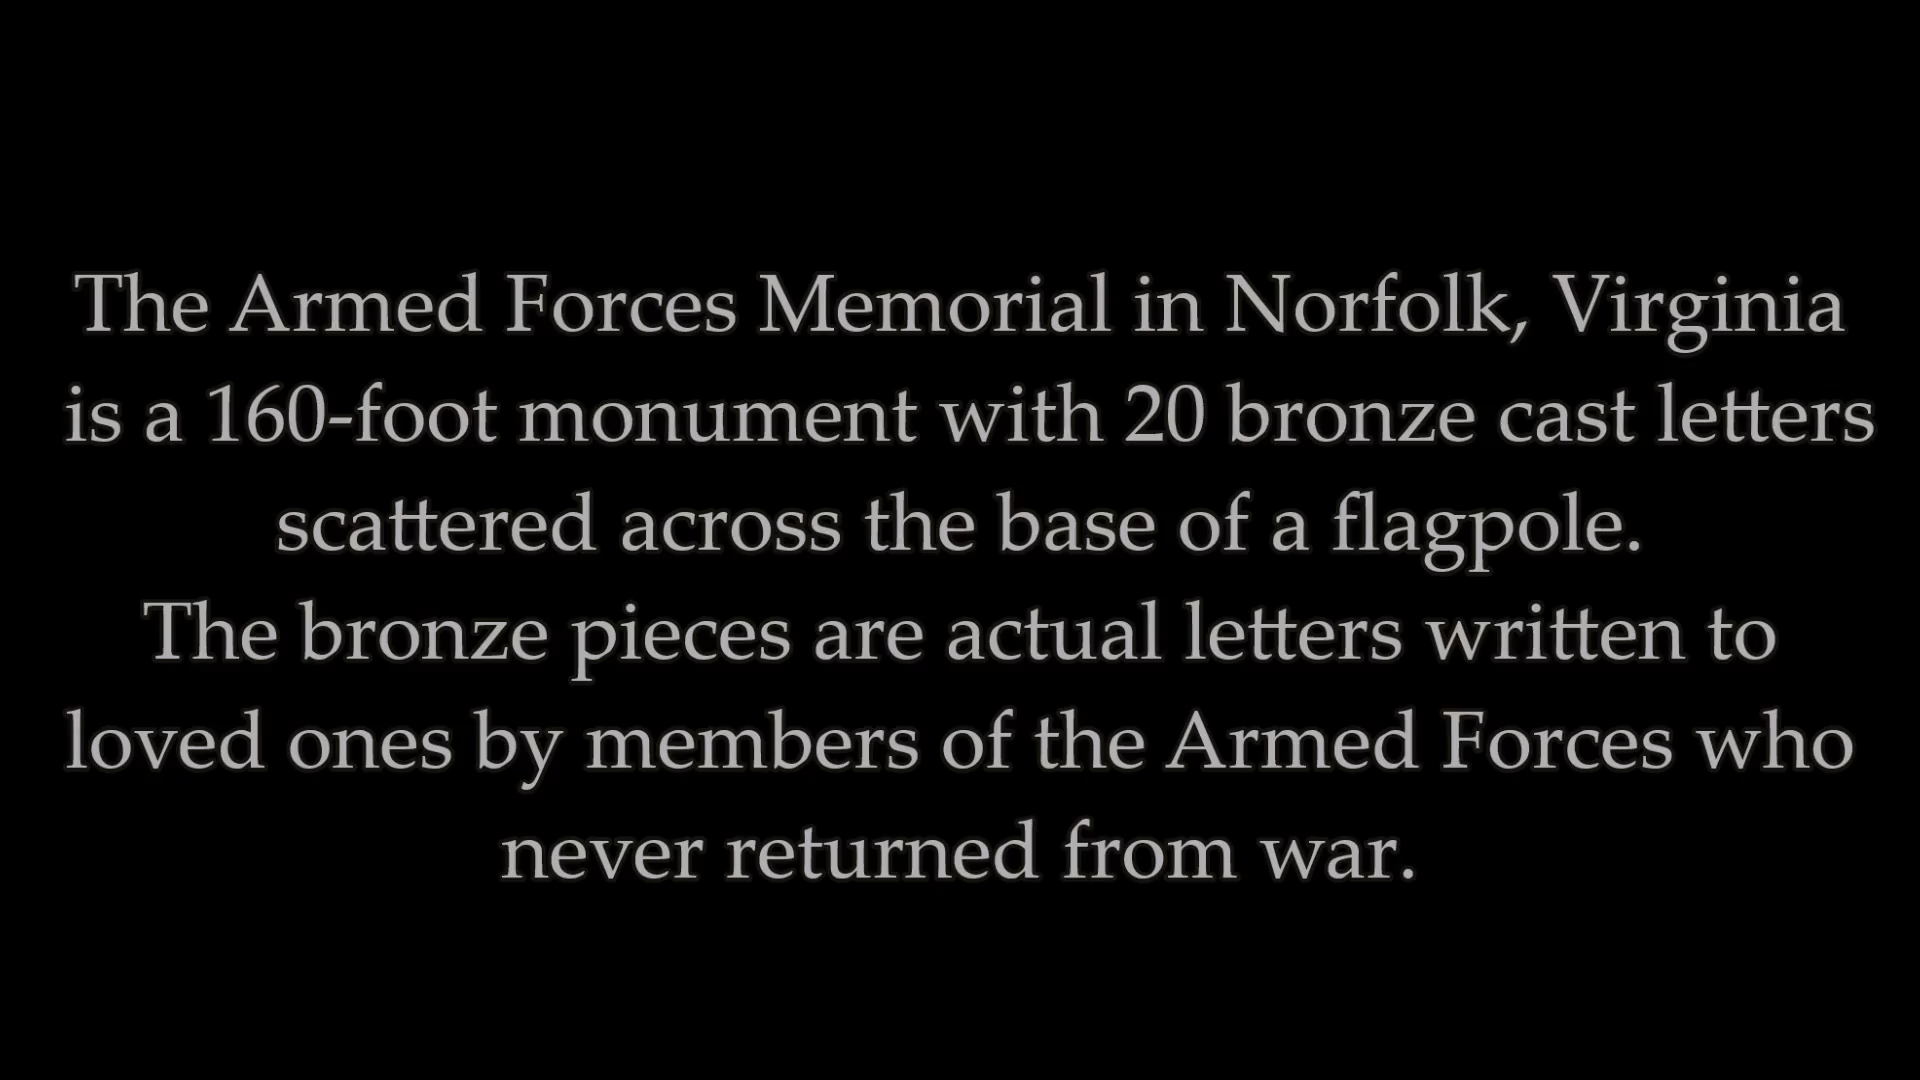 The Armed Forces Memorial in Norfolk, Virginia
is a 160-foot monument with 20 bronze cast letters
scattered across the base of a flagpole.
The bronze pieces are actual letters written to
loved ones by members of the Armed Forces who
never returned from war.